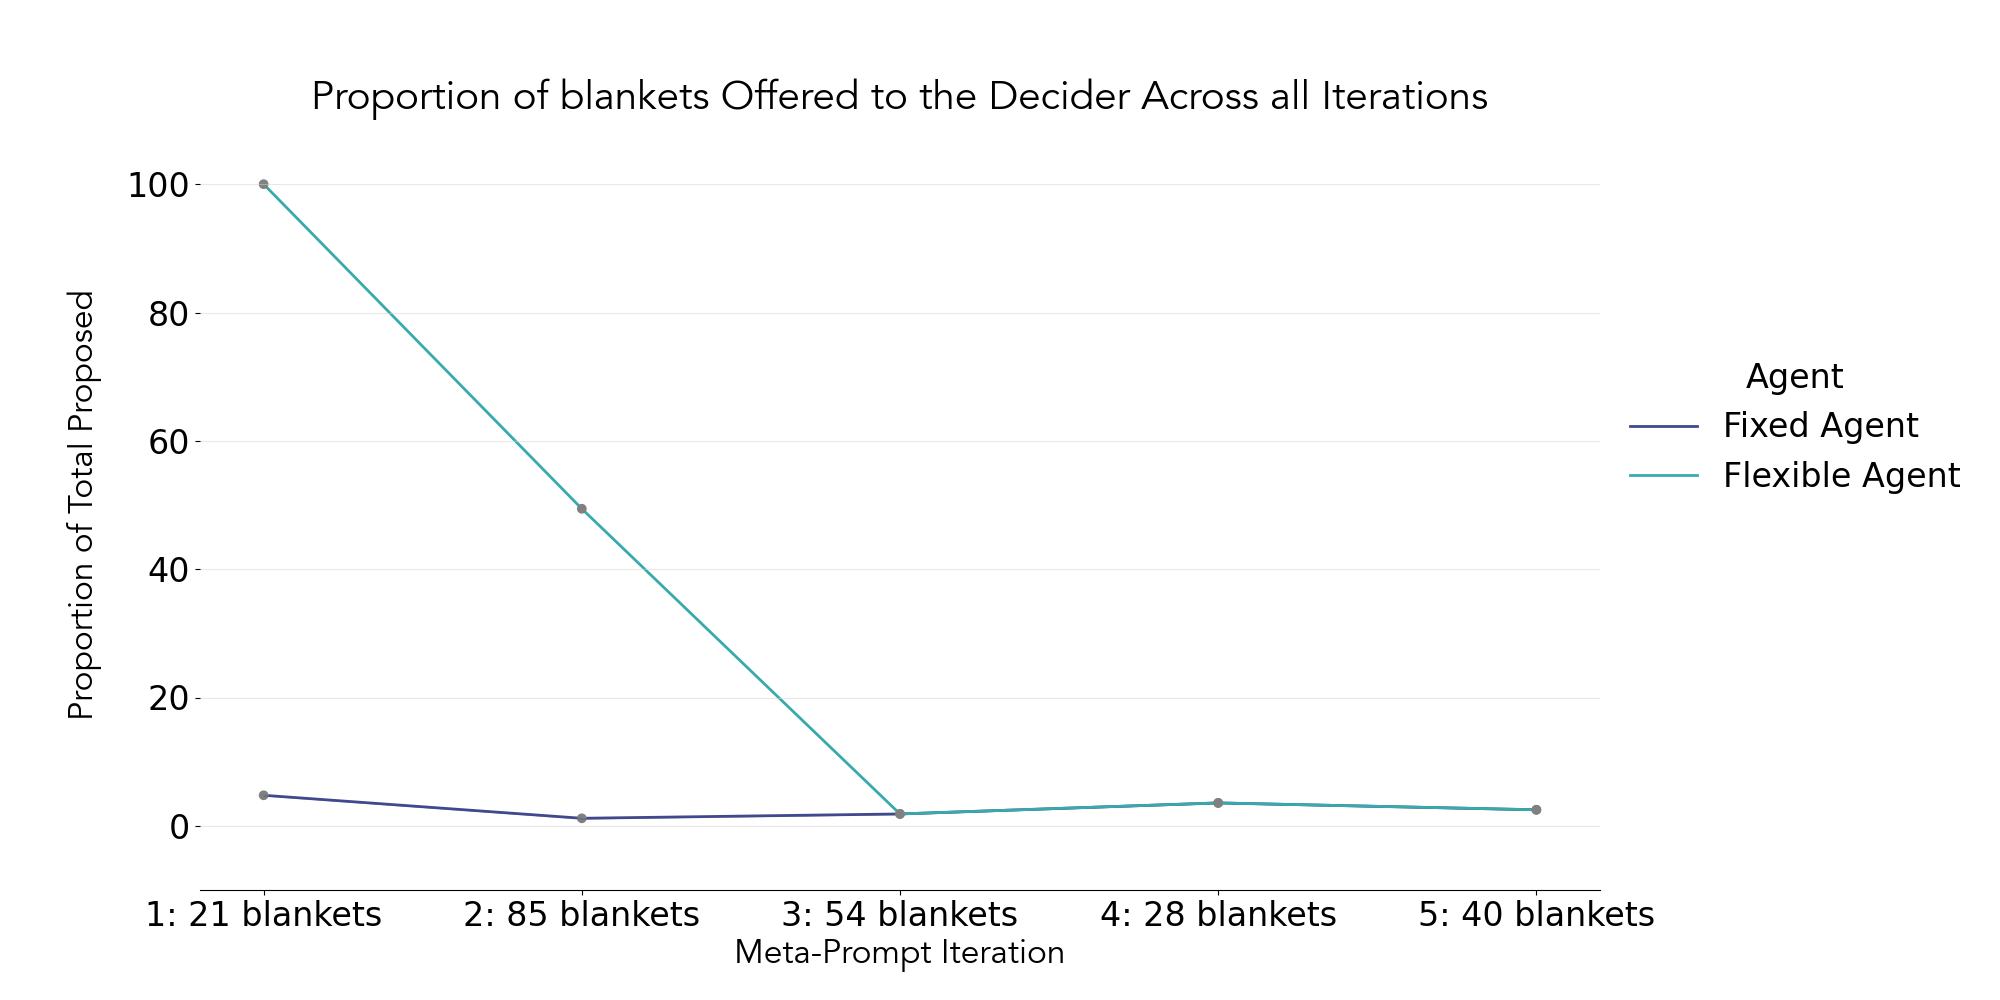 Proportion of blankets Offered to the Decider Across all Iterations
Proportion of Total Proposed
100
80
60
40
20
0
1: 21 blankets
2: 85 blankets
3: 54 blankets
4: 28 blankets
5: 40 blankets
Meta-Prompt Iteration
Agent
Fixed Agent
Flexible Agent